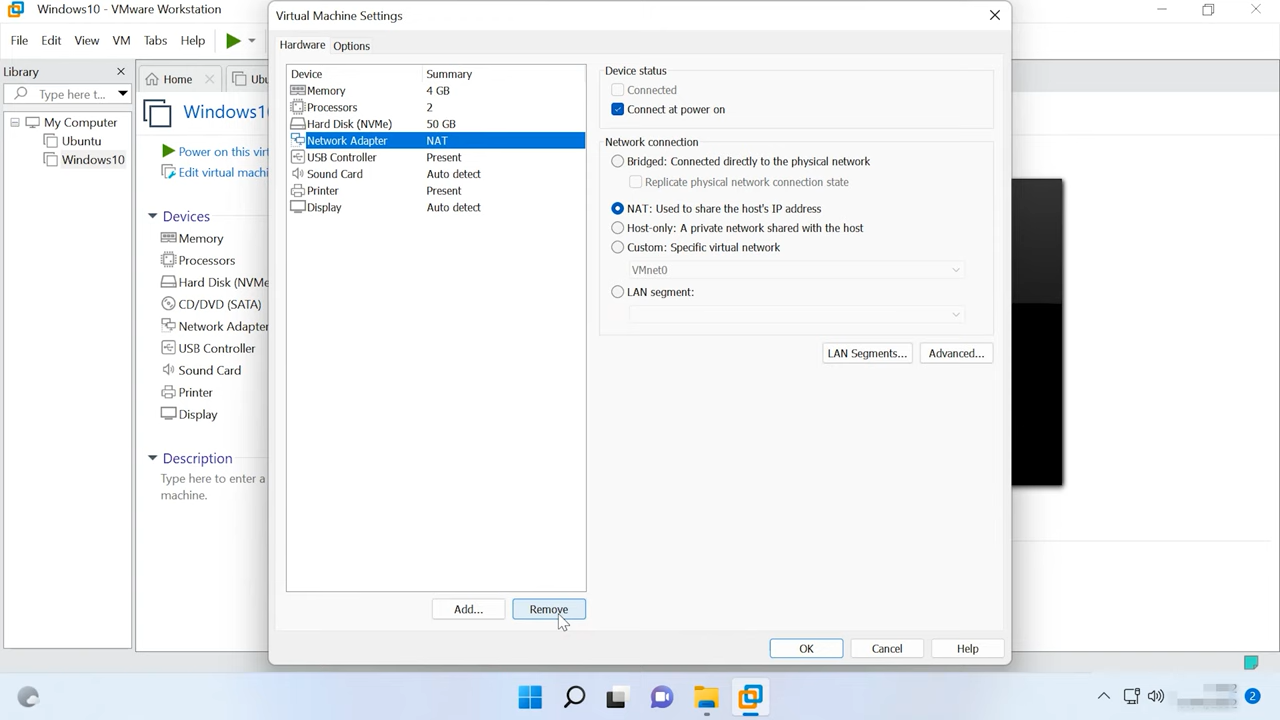 Windows10 - VMware Workstation
File Edit View VM Tabs Help
Library
Type here t...
My Computer
Ubuntu
Windows10
Home
Ubu
Windows10
Power on this virt
Edit virtual machin
Devices
Memory
Processors
Hard Disk (NVMe
CD/DVD (SATA)
Network Adapter
USB Controller
Sound Card
Printer
Display
Description
Type here to enter a
machine.
Virtual Machine Settings
Hardware Options
Device Summary
Memory 4 GB
Processors 2
Hard Disk (NVMe) 50 GB
Network Adapter NAT
USB Controller Present
Sound Card Auto detect
Printer Present
Display Auto detect
Add... Remove
Device status
Connected
Connect at power on
Network connection
Bridged: Connected directly to the physical network
Replicate physical network connection state
NAT: Used to share the host's IP address
Host-only: A private network shared with the host
Custom: Specific virtual network
VMnet0
LAN segment:
LAN Segments... Advanced...
OK Cancel Help
2